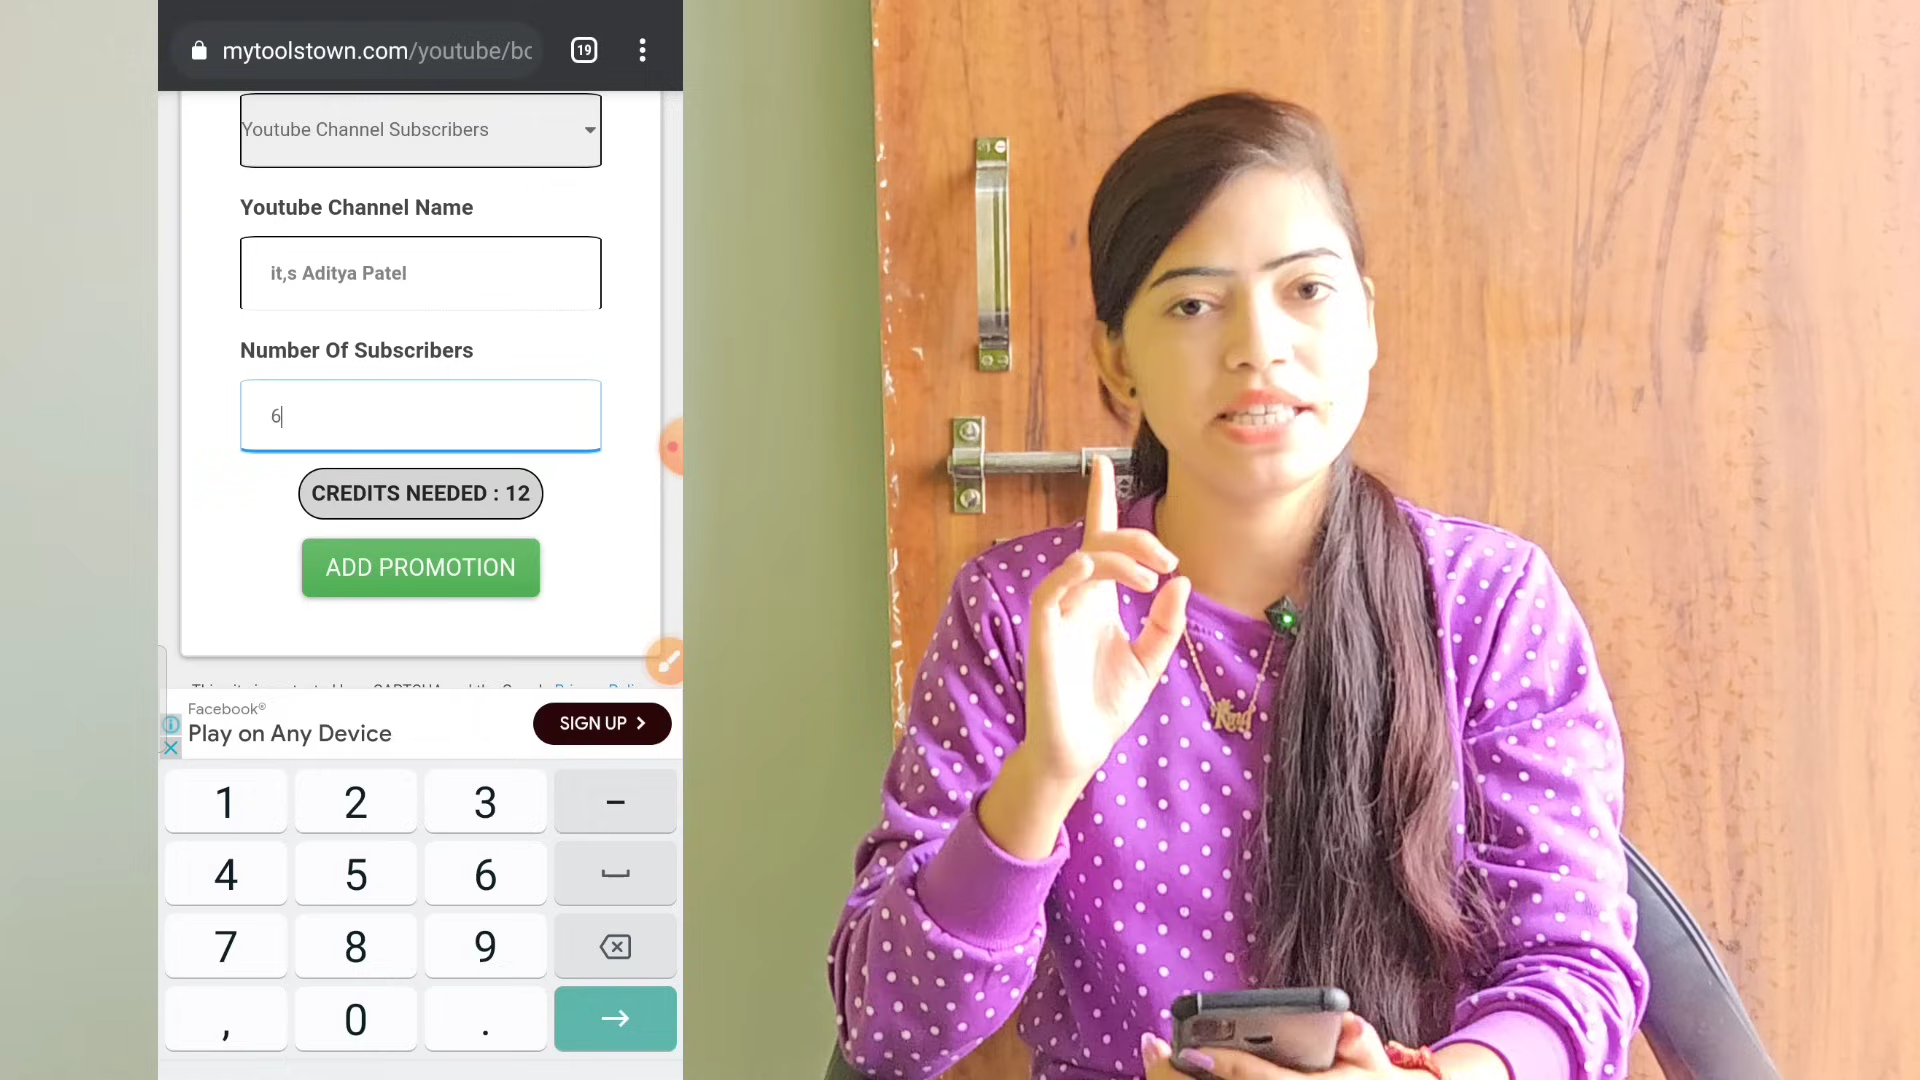 mytoolstown.com/youtube/bc
19
Youtube Channel Subscribers
Youtube Channel Name
it,s Aditya Patel
Number Of Subscribers
6
CREDITS NEEDED : 12
ADD PROMOTION
Facebook®
Play on Any Device
SIGN UP >
1 2 3 -
4 5 6
7 8 9
, 0 .
King